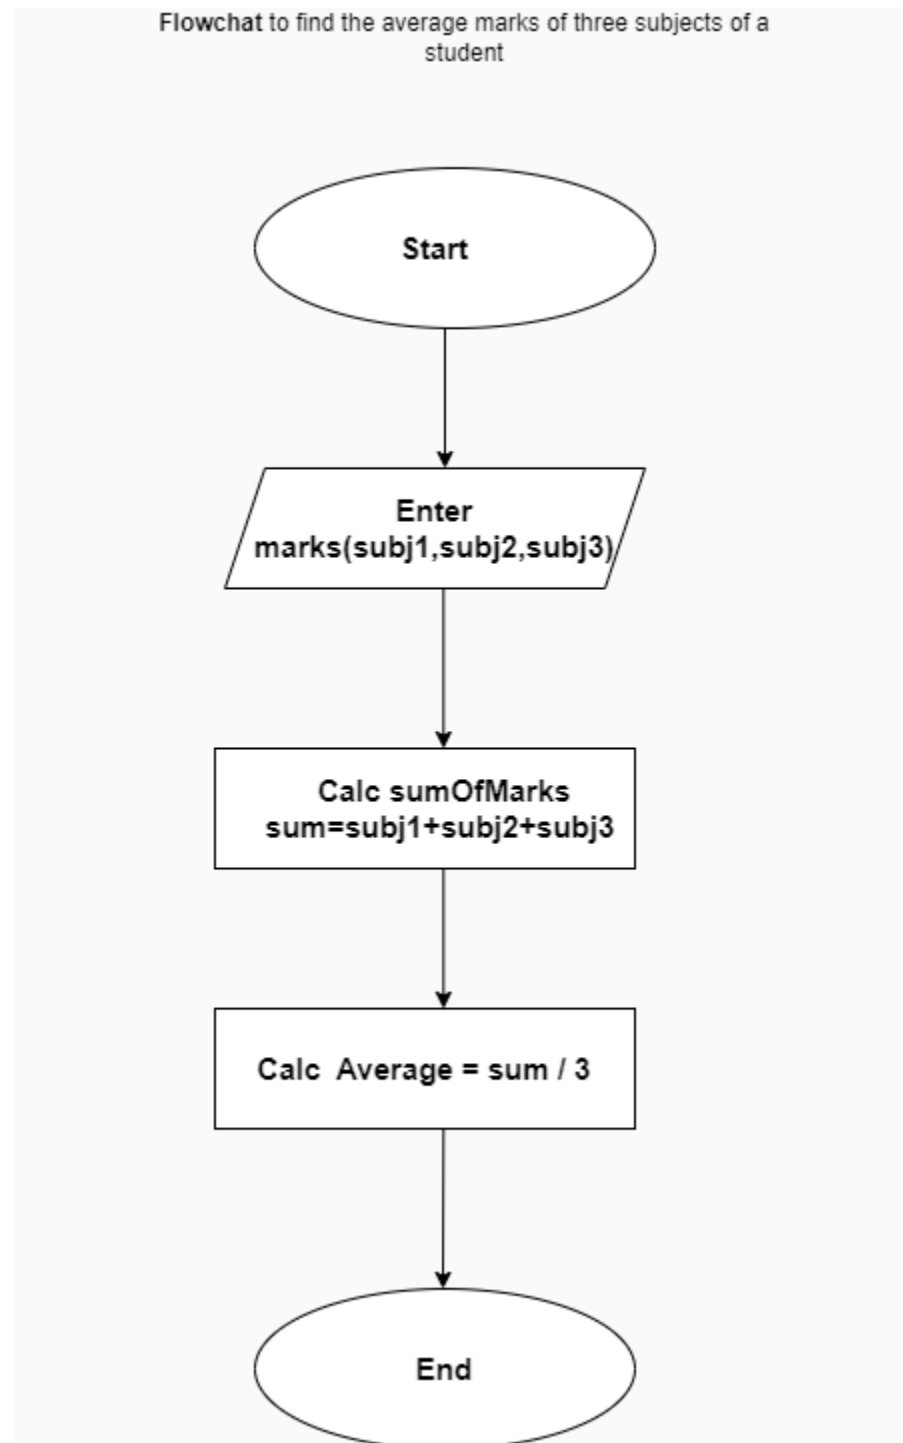 Flowchat to find the average marks of three subjects of a
student
Start
Enter
marks(subj1,subj2,subj3)
Calc sumOfMarks
sum=subj1+subj2+subj3
Calc Average = sum / 3
End